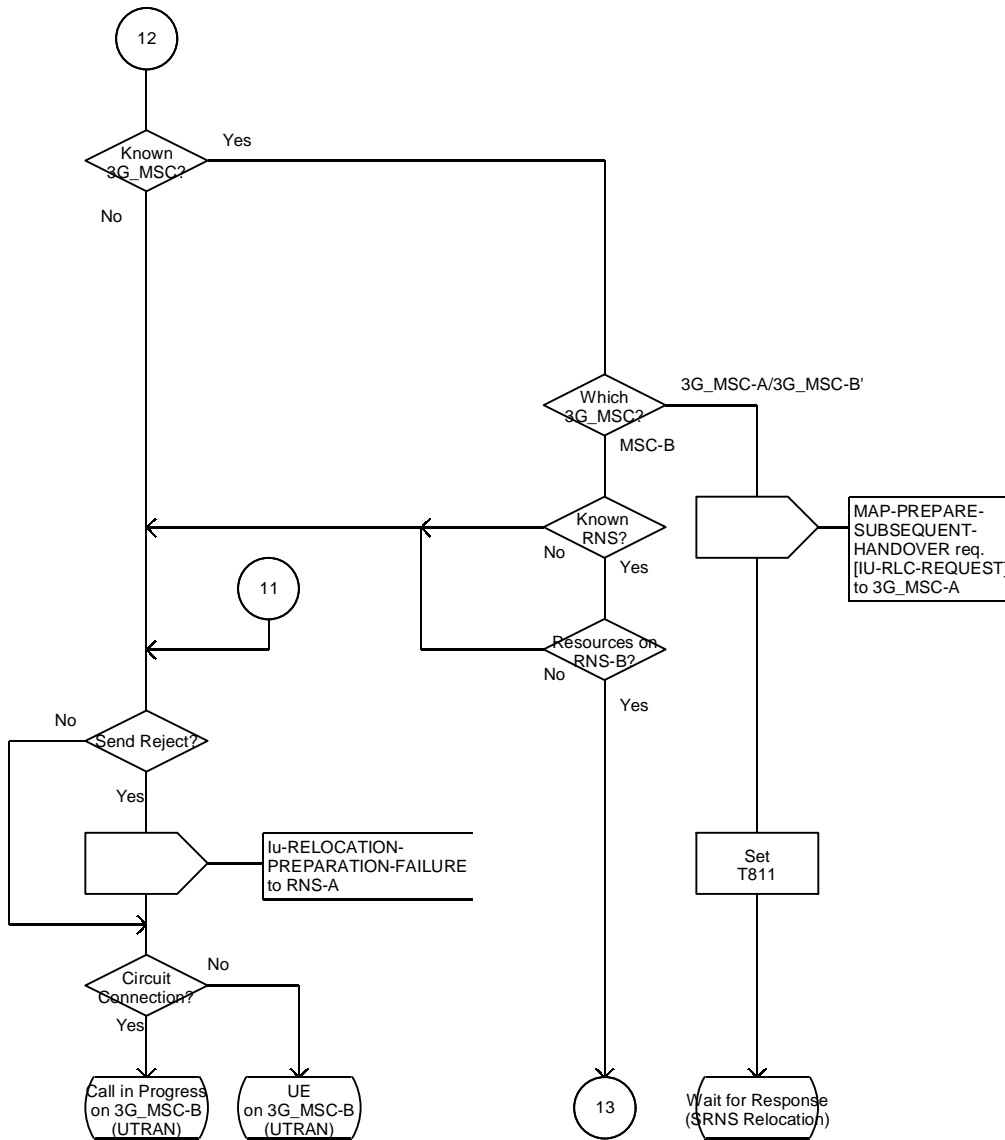 12
Yes
Known
3G_MSC?
No
3G_MSC-A/3G_MSC-B'
Which
3G_MSC?
MSC-B
MAP-PREPARE-
SUBSEQUENT-
HANDOVER req.
[IU-RLC-REQUEST]
to 3G_MSC-A
Known
RNS?
No
Yes
11
Resources on
RNS-B?
No
Yes
No
Send Reject?
Yes
Iu-RELOCATION-
PREPARATION-FAILURE
to RNS-A
Set
T811
No
Circuit
Connection?
Yes
Call in Progress
on 3G_MSC-B
(UTRAN)
UE
on 3G_MSC-B
(UTRAN)
13
Wait for Response
(SRNS Relocation)